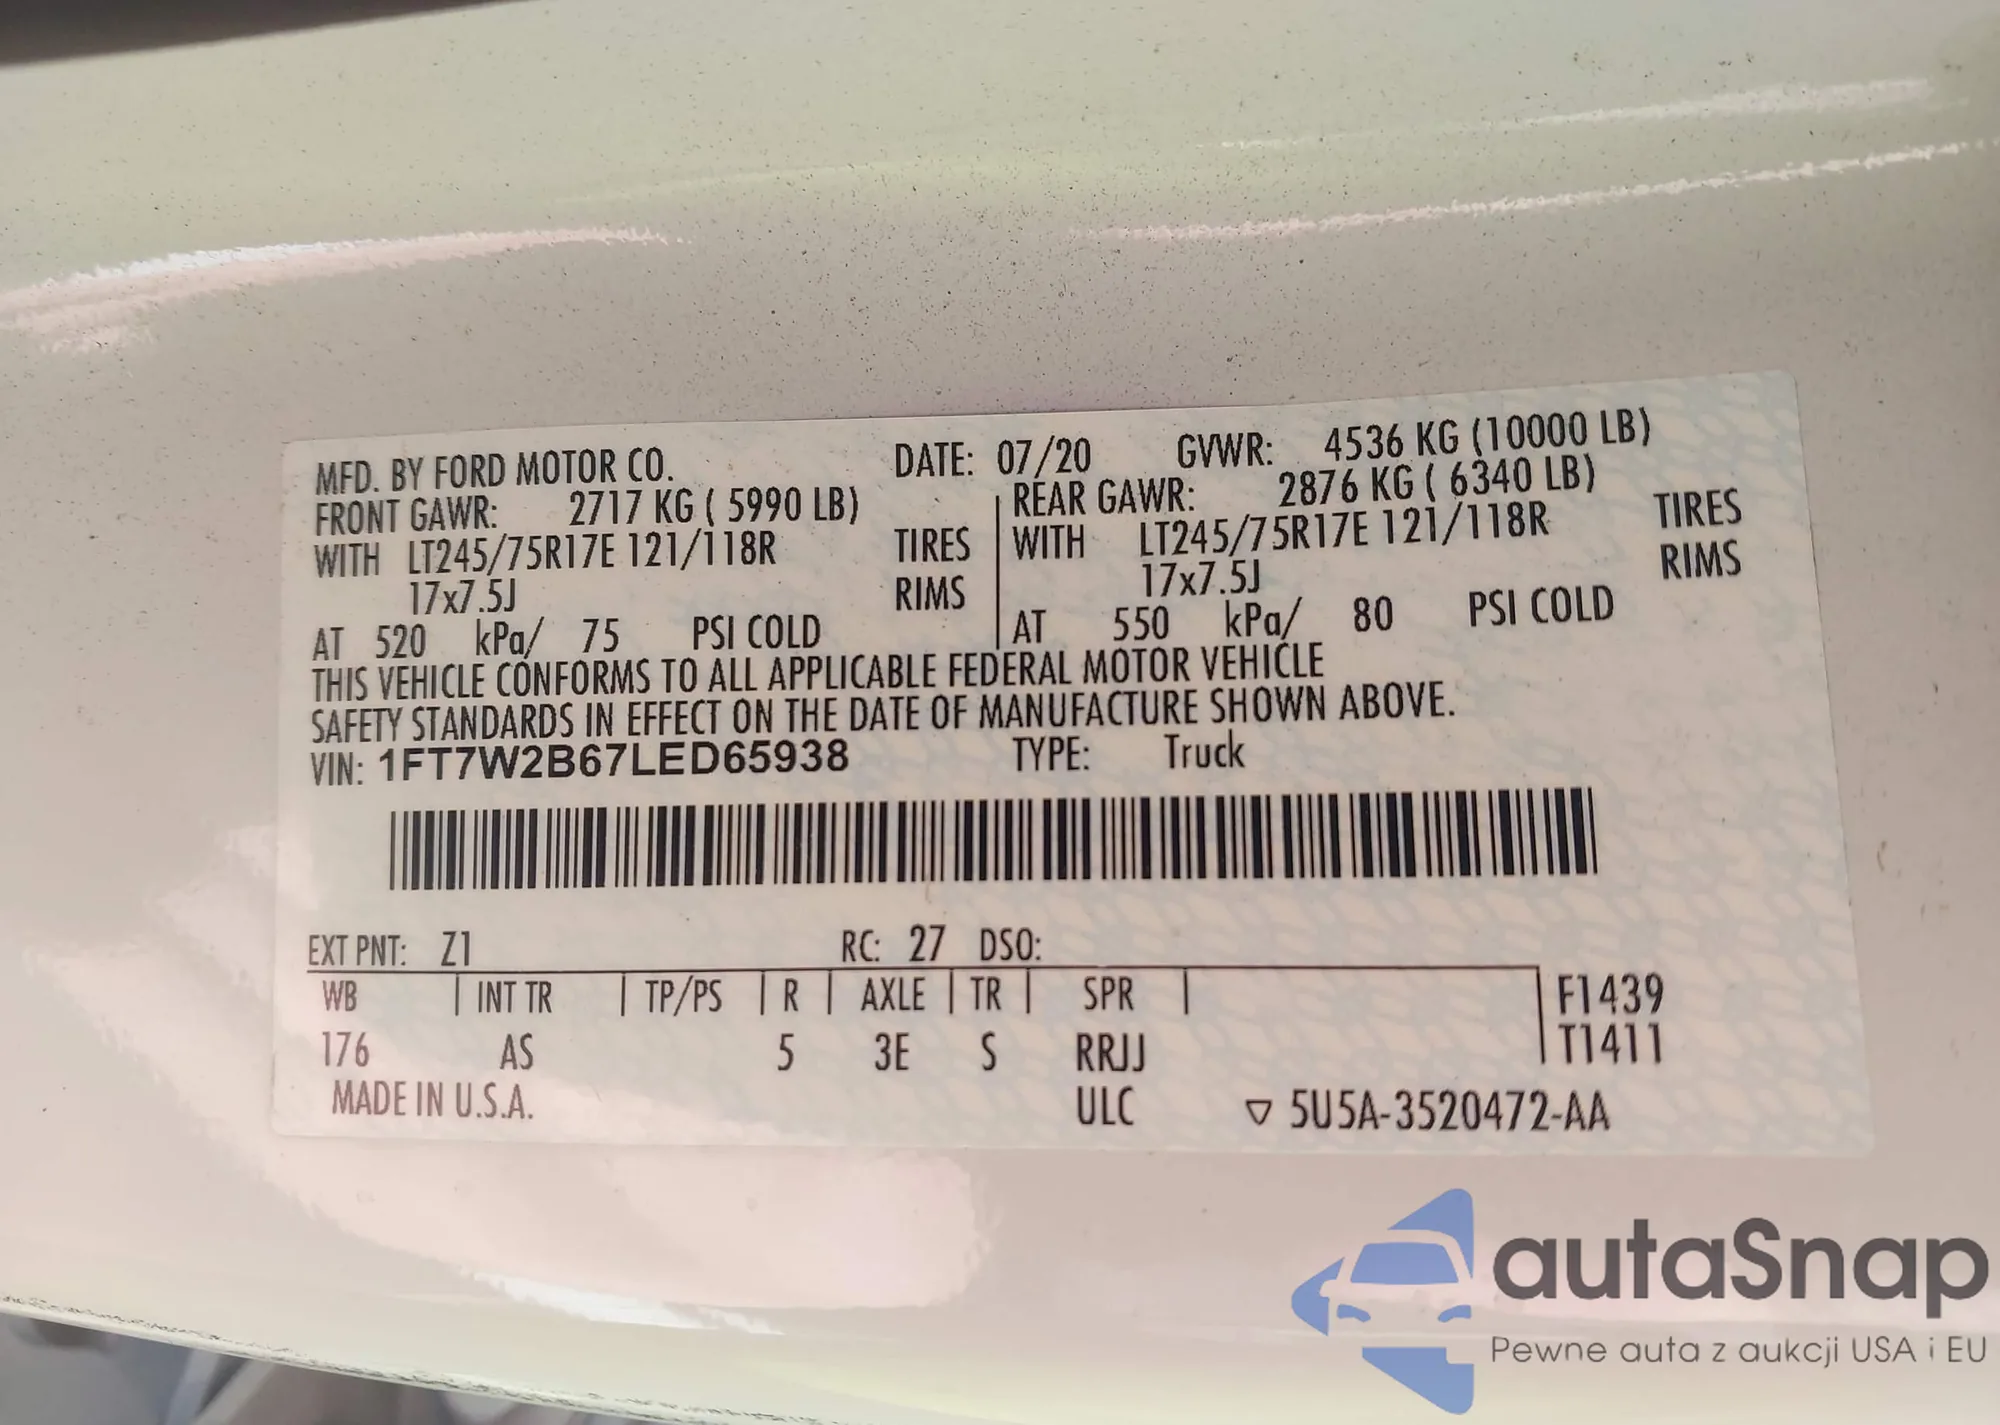 MFD. BY FORD MOTOR CO. DATE: 07/20 GVWR: 4536 KG (10000 LB)
FRONT GAWR: 2717 KG ( 5990 LB) REAR GAWR: 2876 KG ( 6340 LB)
WITH LT245/75R17E 121/118R TIRES WITH LT245/75R17E 121/118R TIRES
17x7.5J RIMS 17x7.5J RIMS
AT 520 kPa/ 75 PSI COLD AT 550 kPa/ 80 PSI COLD
THIS VEHICLE CONFORMS TO ALL APPLICABLE FEDERAL MOTOR VEHICLE
SAFETY STANDARDS IN EFFECT ON THE DATE OF MANUFACTURE SHOWN ABOVE.
VIN: 1FT7W2B67LED65938 TYPE: Truck
EXT PNT: Z1 RC: 27 DSO:
WB INT TR TP/PS R AXLE TR SPR F1439
176 AS 5 3E S RRJJ T1411
MADE IN U.S.A. ULC ▽ 5U5A-3520472-AA
autaSnap
Pewne auta z aukcji USA i EU